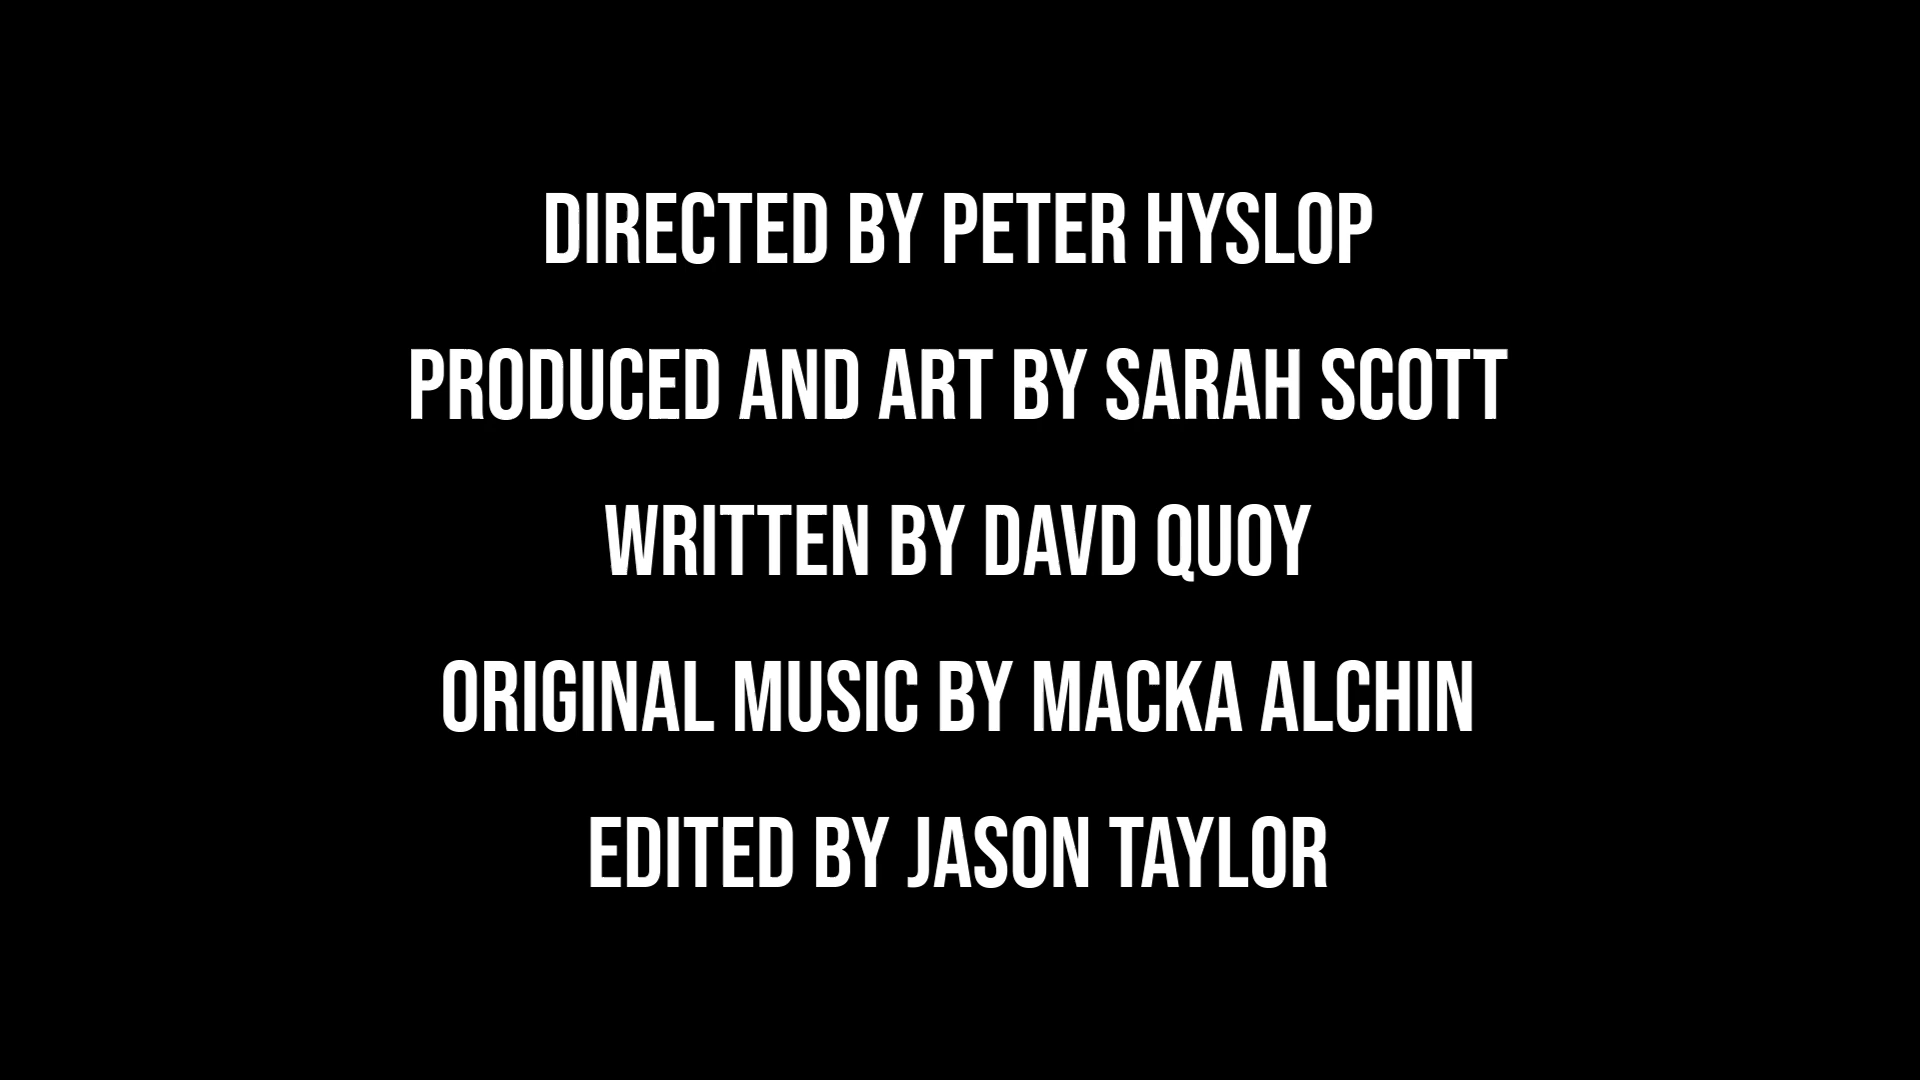 DIRECTED BY PETER HYSLOP
PRODUCED AND ART BY SARAH SCOTT
WRITTEN BY DAVD QUOY
ORIGINAL MUSIC BY MACKA ALCHIN
EDITED BY JASON TAYLOR